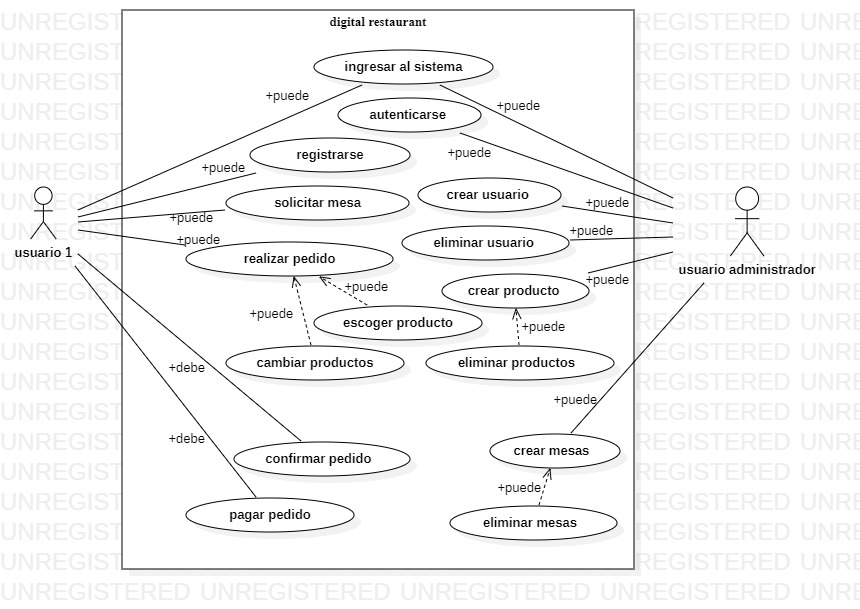 digital restaurant
ingresar al sistema
+puede
+puede
autenticarse
+puede
registrarse
+puede
solicitar mesa
+puede
crear usuario
+puede
eliminar usuario
+puede
+puede
realizar pedido
usuario 1
usuario administrador
crear producto
+puede
+puede
escoger producto
+puede
+puede
cambiar productos
eliminar productos
+debe
+puede
+debe
crear mesas
confirmar pedido
+puede
pagar pedido
eliminar mesas
UNREGISTERED UNREGISTERED UNREGISTERED UNREGISTERED